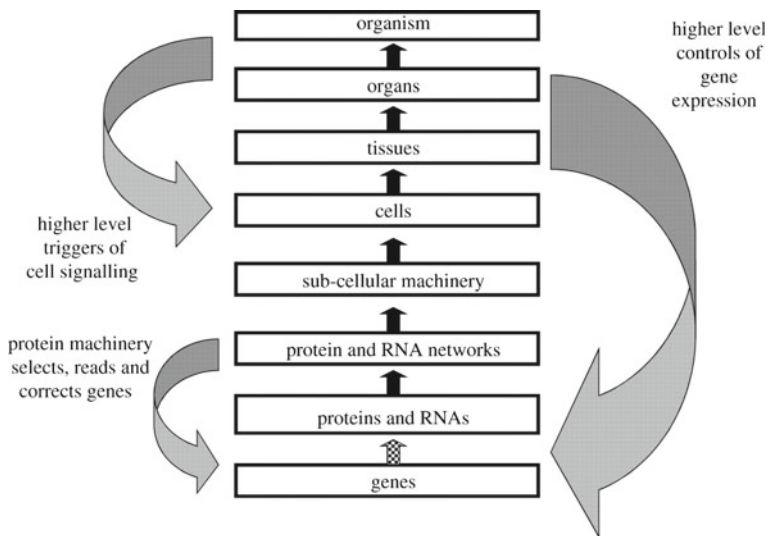 organism
organs
tissues
cells
sub-cellular machinery
protein and RNA networks
proteins and RNAs
genes
higher level
triggers of
cell signalling
protein machinery
selects, reads and
corrects genes
higher level
controls of
gene
expression